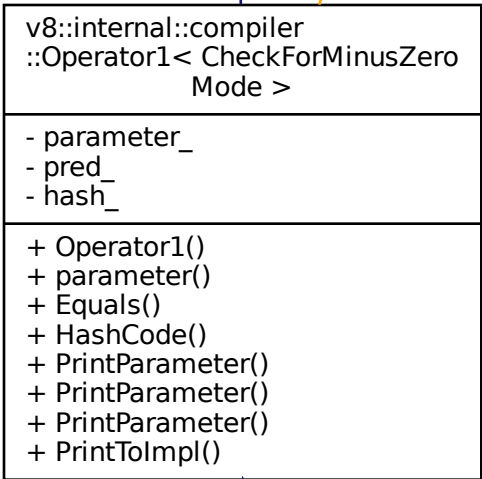 v8::internal::compiler
::Operator1< CheckForMinusZero
Mode >
- parameter_
- pred_
- hash_
+ Operator1()
+ parameter()
+ Equals()
+ HashCode()
+ PrintParameter()
+ PrintParameter()
+ PrintParameter()
+ PrintToImpl()